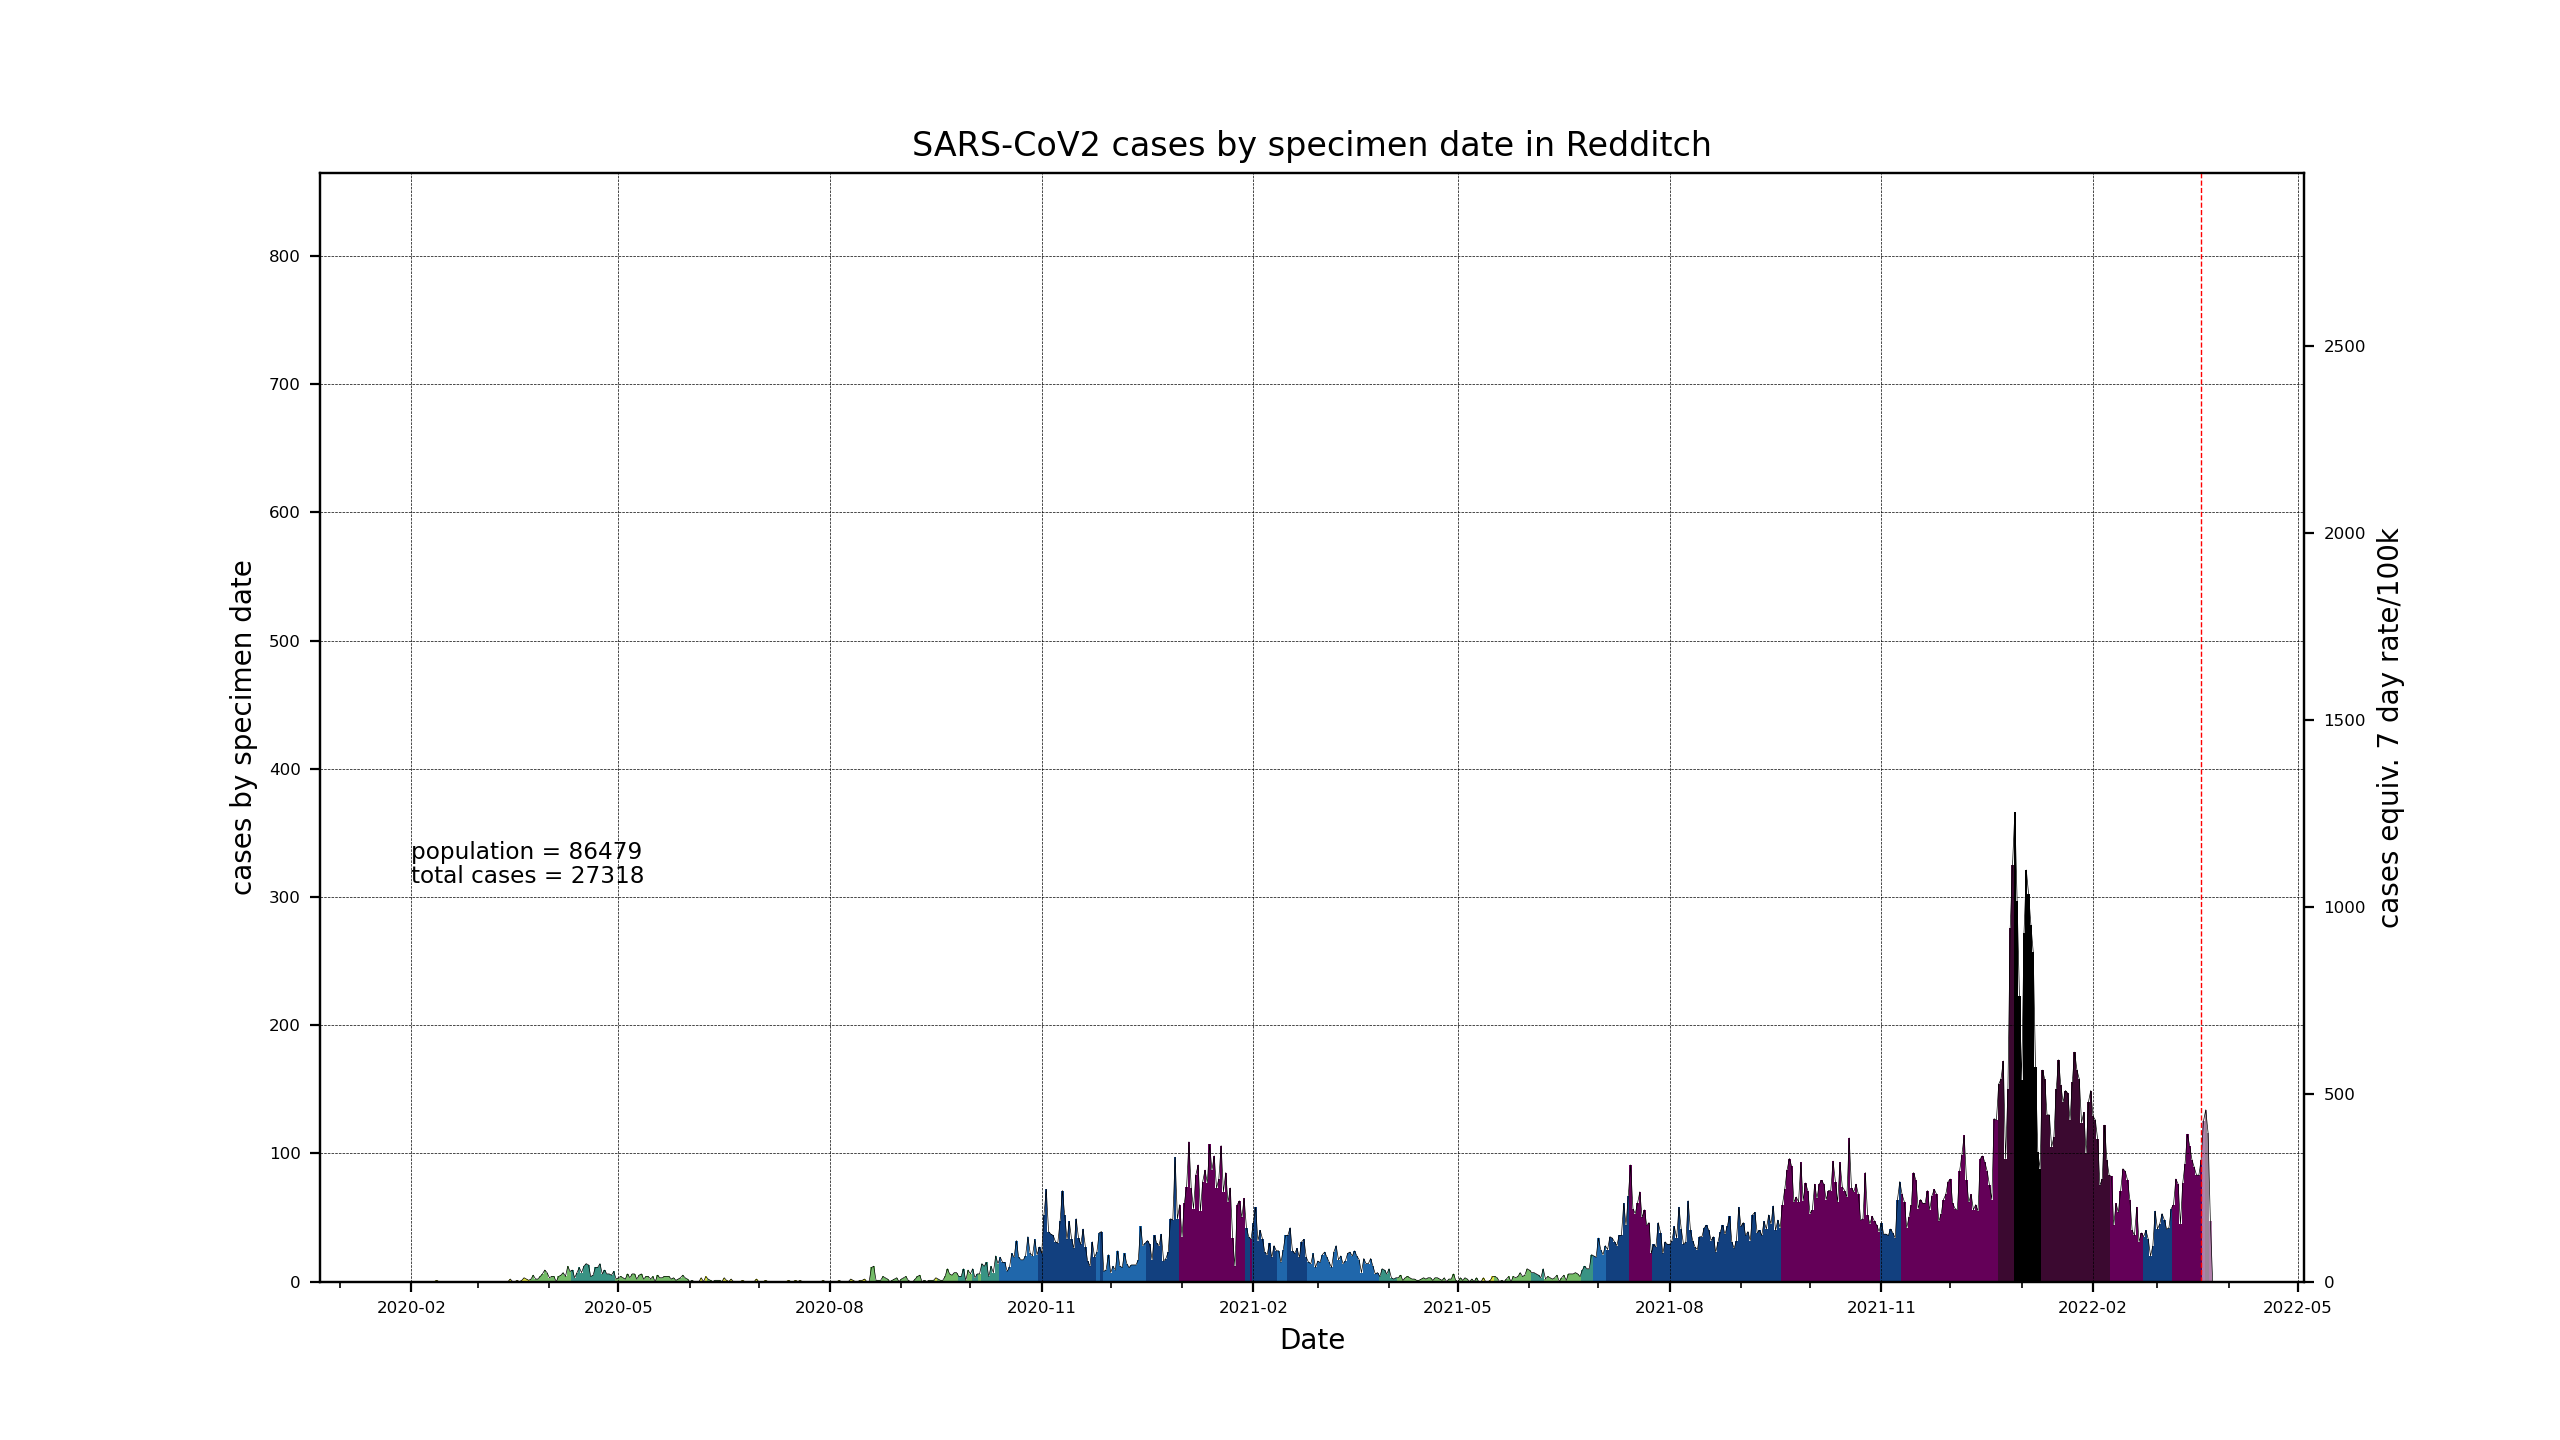 SARS-CoV2 cases by specimen date in Redditch
cases by specimen date
800
700
600
500
400
300
200
100
0
population = 86479
total cases = 27318
2500
2000
1500
1000
500
0
cases equiv. 7 day rate/100k
2020-02 2020-05 2020-08 2020-11 2021-02 2021-05 2021-08 2021-11 2022-02 2022-05
Date